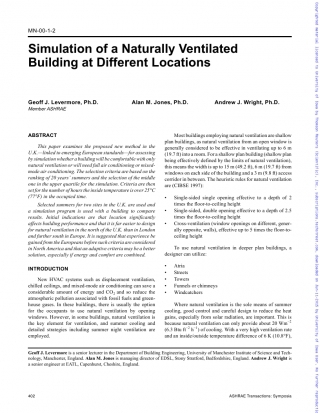 MN-00-1-2
Simulation of a Naturally Ventilated
Building at Different Locations
Geoff J. Levermore, Ph.D.
Member ASHRAE
Alan M. Jones, Ph.D.
Andrew J. Wright, Ph.D.
ABSTRACT
This paper examines the proposed new method in the
U.K.—linked in emerging European standards—for assessing
by simulation whether a building will be comfortable with only
natural ventilation or will need full air conditioning or mixed-
mode air conditioning. The selection criteria are based on the
ranking of 20 years' summers and the selection of the middle
one in the upper quartile for the simulation. Criteria are then
set for the number of hours the inside temperature is over 25°C
(77°F) in the occupied time.
Selected summers for two sites in the U.K. are used and
a simulation program is used with a building to compare
results. Initial indications are that location significantly
affects building performance and that it is far easier to design
for natural ventilation in the north of the U.K. than in London
and farther south in Europe. It is suggested that experience be
gained from the Europeans before such criteria are considered
in North America and that an adaptive criteria may be a better
solution, especially if energy and comfort are combined.
INTRODUCTION
New HVAC systems such as displacement ventilation,
chilled ceilings, and mixed-mode air conditioning can save a
considerable amount of energy and CO2 and so reduce the
atmospheric pollution associated with fossil fuels and green-
house gases. In these buildings, there is usually the option
for the occupants to use natural ventilation by opening
windows. However, in some buildings, natural ventilation is
the key element for ventilation, and summer cooling and
detailed strategies including summer night ventilation are
employed.
Most buildings employing natural ventilation are shallow
plan buildings, as natural ventilation from an open window is
generally considered to be effective in ventilating up to 6 m
(19.7 ft) into a room. For a shallow plan building (shallow plan
being effectively defined by the limits of natural ventilation),
this means the width is up to 15 m (49.2 ft), 6 m (19.7 ft) from
windows on each side of the building and a 3 m (9.8 ft) access
corridor in between. The heuristic rules for natural ventilation
are (CIBSE 1997):
• Single-sided single opening effective to a depth of 2
times the floor-to-ceiling height
• Single-sided, double opening effective to a depth of 2.5
times the floor-to-ceiling height
• Cross-ventilation (window openings on different, gener-
ally opposite, walls), effective up to 5 times the floor-to-
ceiling height
To use natural ventilation in deeper plan buildings, a
designer can utilize:
• Atria
• Streets
• Towers
• Funnels or chimneys
• Windcatchers
Where natural ventilation is the sole means of summer
cooling, good control and careful design to reduce the heat
gains, especially from solar radiation, are important. This is
because natural ventilation can only provide about 20 Wm-2
(6.3 Btu ft-2 h-1) of cooling. With a very high ventilation rate
and an inside/outside temperature difference of 6 K (10.8°F),
Geoff J. Levermore is a senior lecturer in the Department of Building Engineering, University of Manchester Institute of Science and Tech-
nology, Manchester, England. Alan M. Jones is managing director of EDSL, Stony Stratford, Bedfordshire, England. Andrew J. Wright is
a senior engineer at EATL, Capenhurst, Cheshire, England.
402
ASHRAE Transactions: Symposia